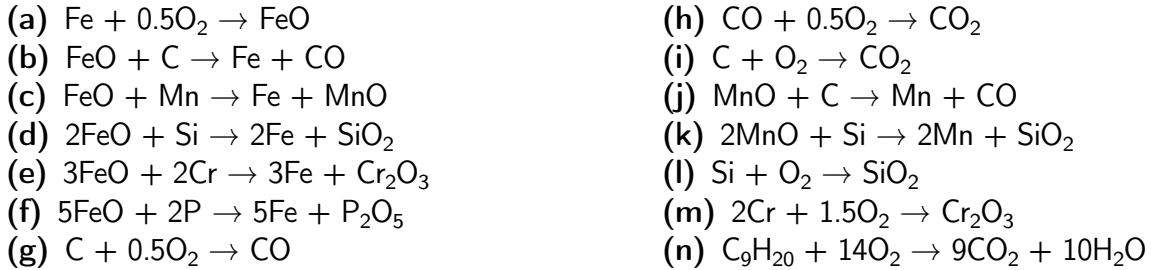 (a) Fe + 0.5O₂ → FeO
(b) FeO + C → Fe + CO
(c) FeO + Mn → Fe + MnO
(d) 2FeO + Si → 2Fe + SiO₂
(e) 3FeO + 2Cr → 3Fe + Cr₂O₃
(f) 5FeO + 2P → 5Fe + P₂O₅
(g) C + 0.5O₂ → CO
(h) CO + 0.5O₂ → CO₂
(i) C + O₂ → CO₂
(j) MnO + C → Mn + CO
(k) 2MnO + Si → 2Mn + SiO₂
(l) Si + O₂ → SiO₂
(m) 2Cr + 1.5O₂ → Cr₂O₃
(n) C₉H₂₀ + 14O₂ → 9CO₂ + 10H₂O